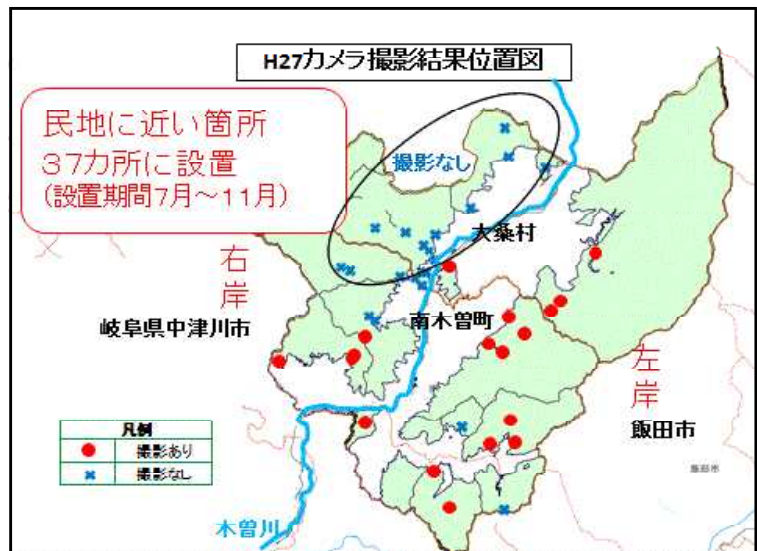 H27カメラ撮影結果位置図
民地に近い箇所
37カ所に設置
(設置期間7月～11月)
撮影なし
大桑村
右岸
南木曽町
岐阜県中津川市
左岸
飯田市
凡例
撮影あり
撮影なし
飯田市
木曽川